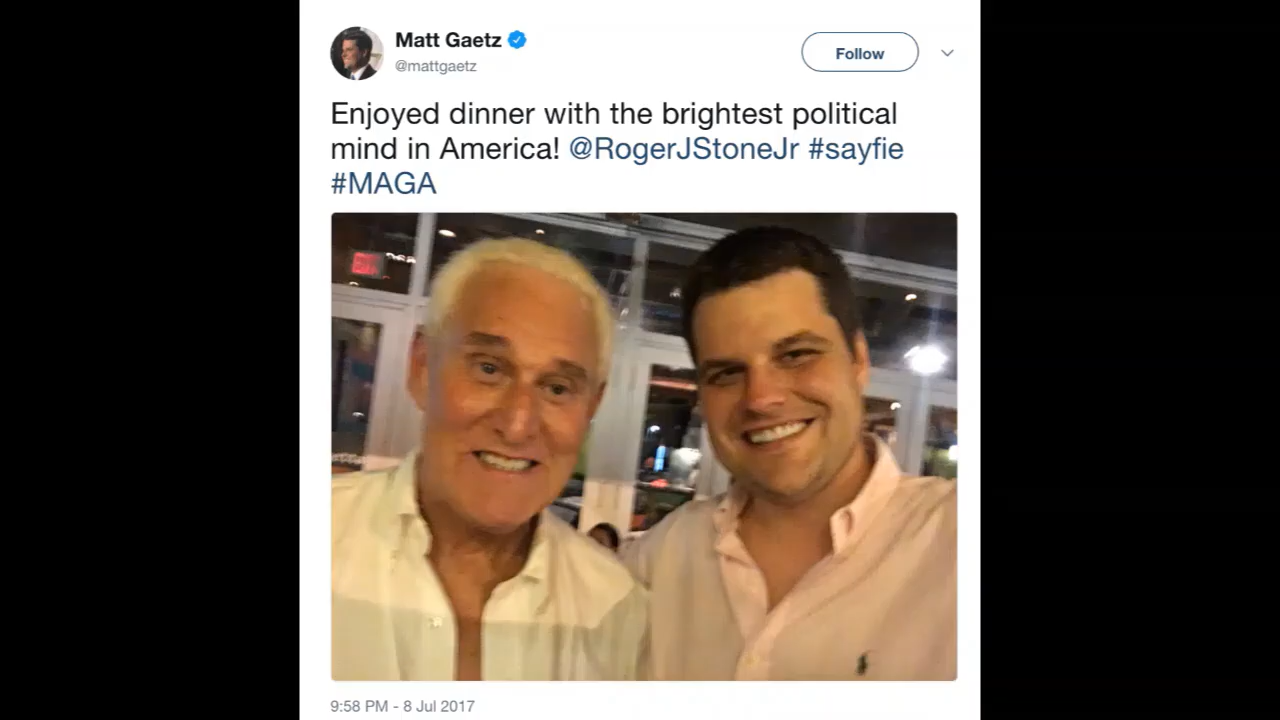 Matt Gaetz
@mattgaetz
Follow
Enjoyed dinner with the brightest political
mind in America! @RogerJStoneJr #sayfie
#MAGA
9:58 PM - 8 Jul 2017